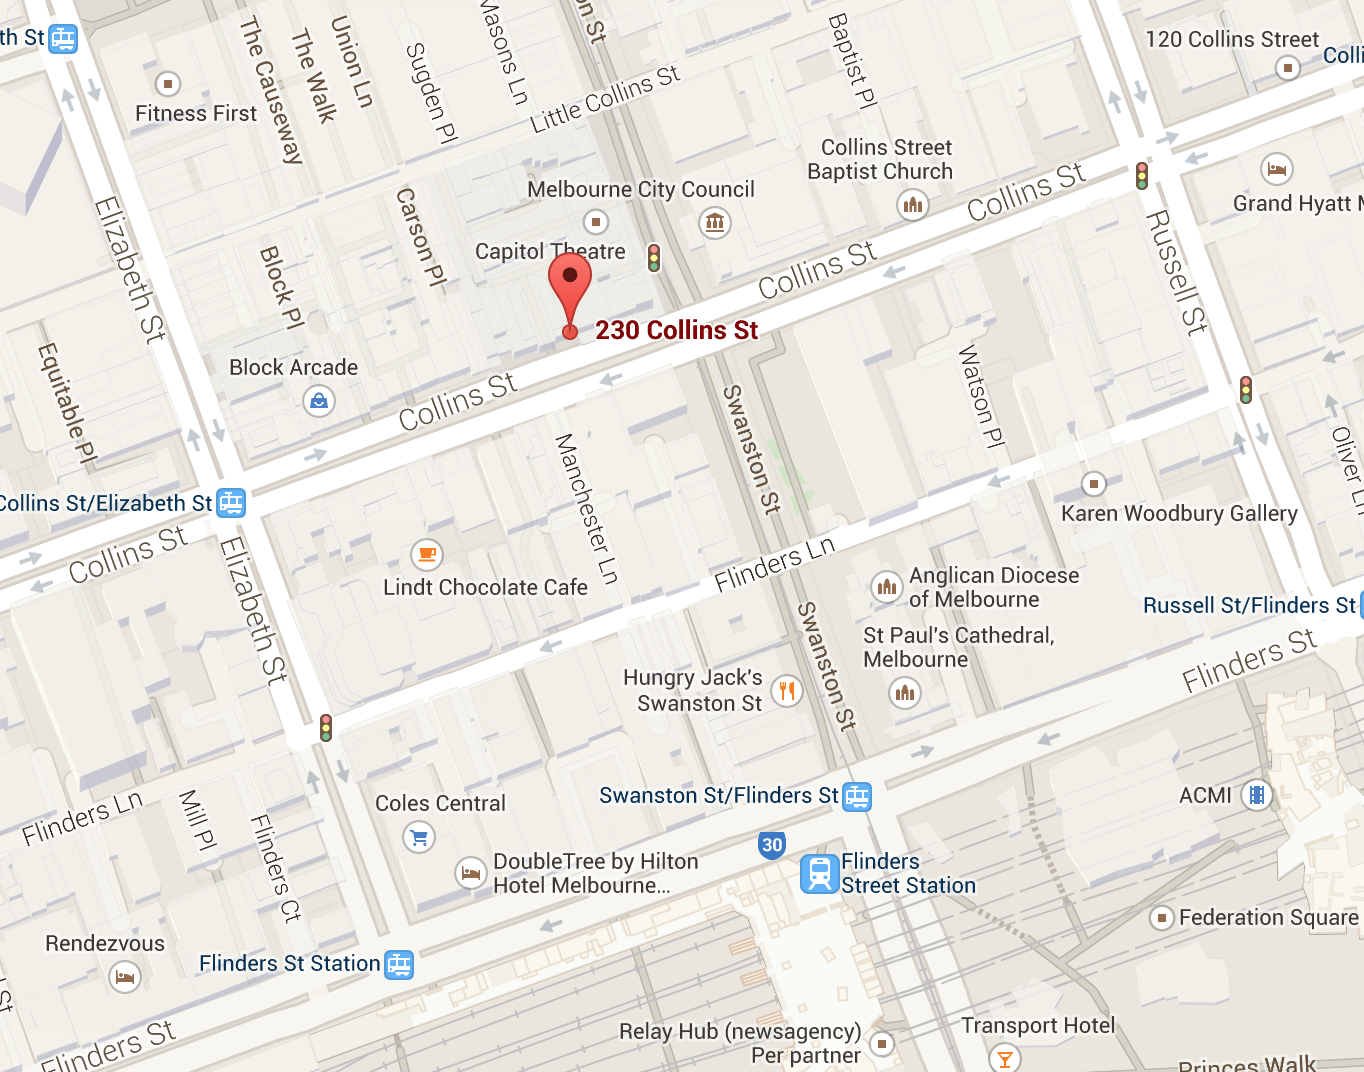 th St
The Causeway
The Walk
Union Ln
Sugden Pl
Masons Ln
on St
Baptist Pl
120 Collins Street
Colli
Fitness First
Little Collins St
Collins Street
Baptist Church
Melbourne City Council
Collins St
Grand Hyatt M
Elizabeth St
Carson Pl
Block Pl
Capitol Theatre
Collins St
Russell St
230 Collins St
Equitable Pl
Block Arcade
Collins St
Swanston St
Watson Pl
Oliver Ln
Manchester Ln
Collins St/Elizabeth St
Karen Woodbury Gallery
Collins St
Elizabeth St
Lindt Chocolate Cafe
Flinders Ln
Anglican Diocese
of Melbourne
Russell St/Flinders St
Swanston St
St Paul's Cathedral,
Melbourne
Flinders St
Hungry Jack's
Swanston St
Flinders Ln
Mill Pl
Flinders Ct
Coles Central
Swanston St/Flinders St
ACMI
30
DoubleTree by Hilton
Hotel Melbourne...
Flinders
Street Station
Federation Square
Rendezvous
Flinders St Station
St
Flinders St
Relay Hub (newsagency)
Per partner
Transport Hotel
Princes Walk